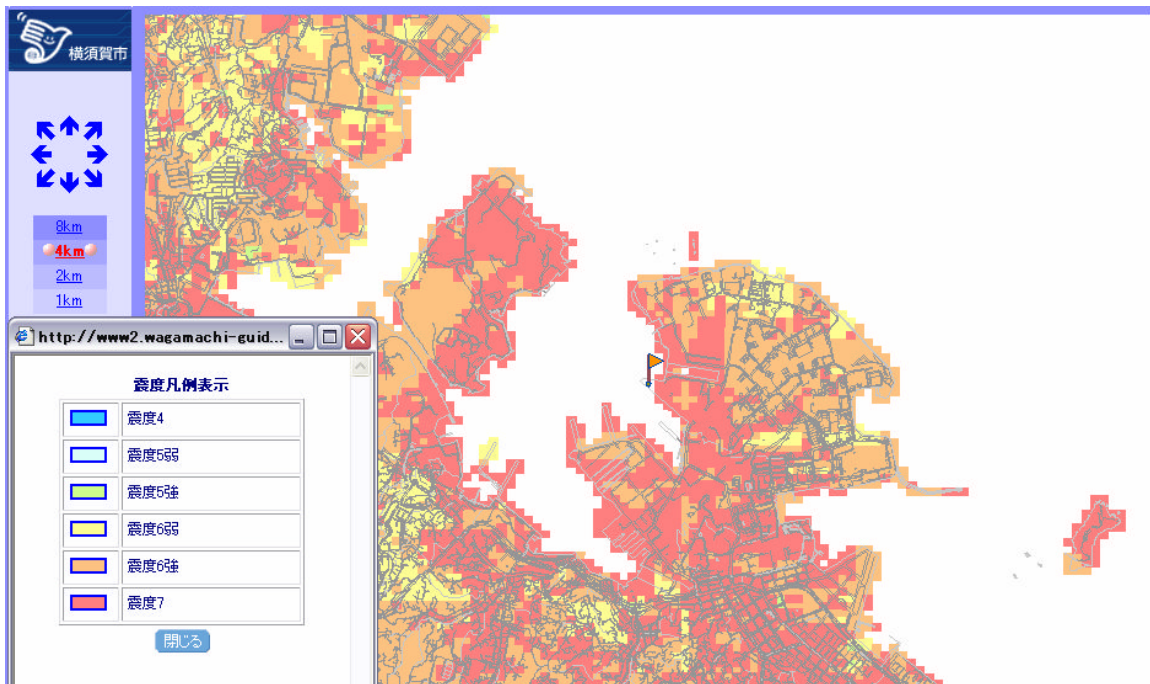 横須賀市
8km
4km
2km
1km
http://www2.wagamachi-guid...
震度凡例表示
震度4
震度5弱
震度5強
震度6弱
震度6強
震度7
閉じる